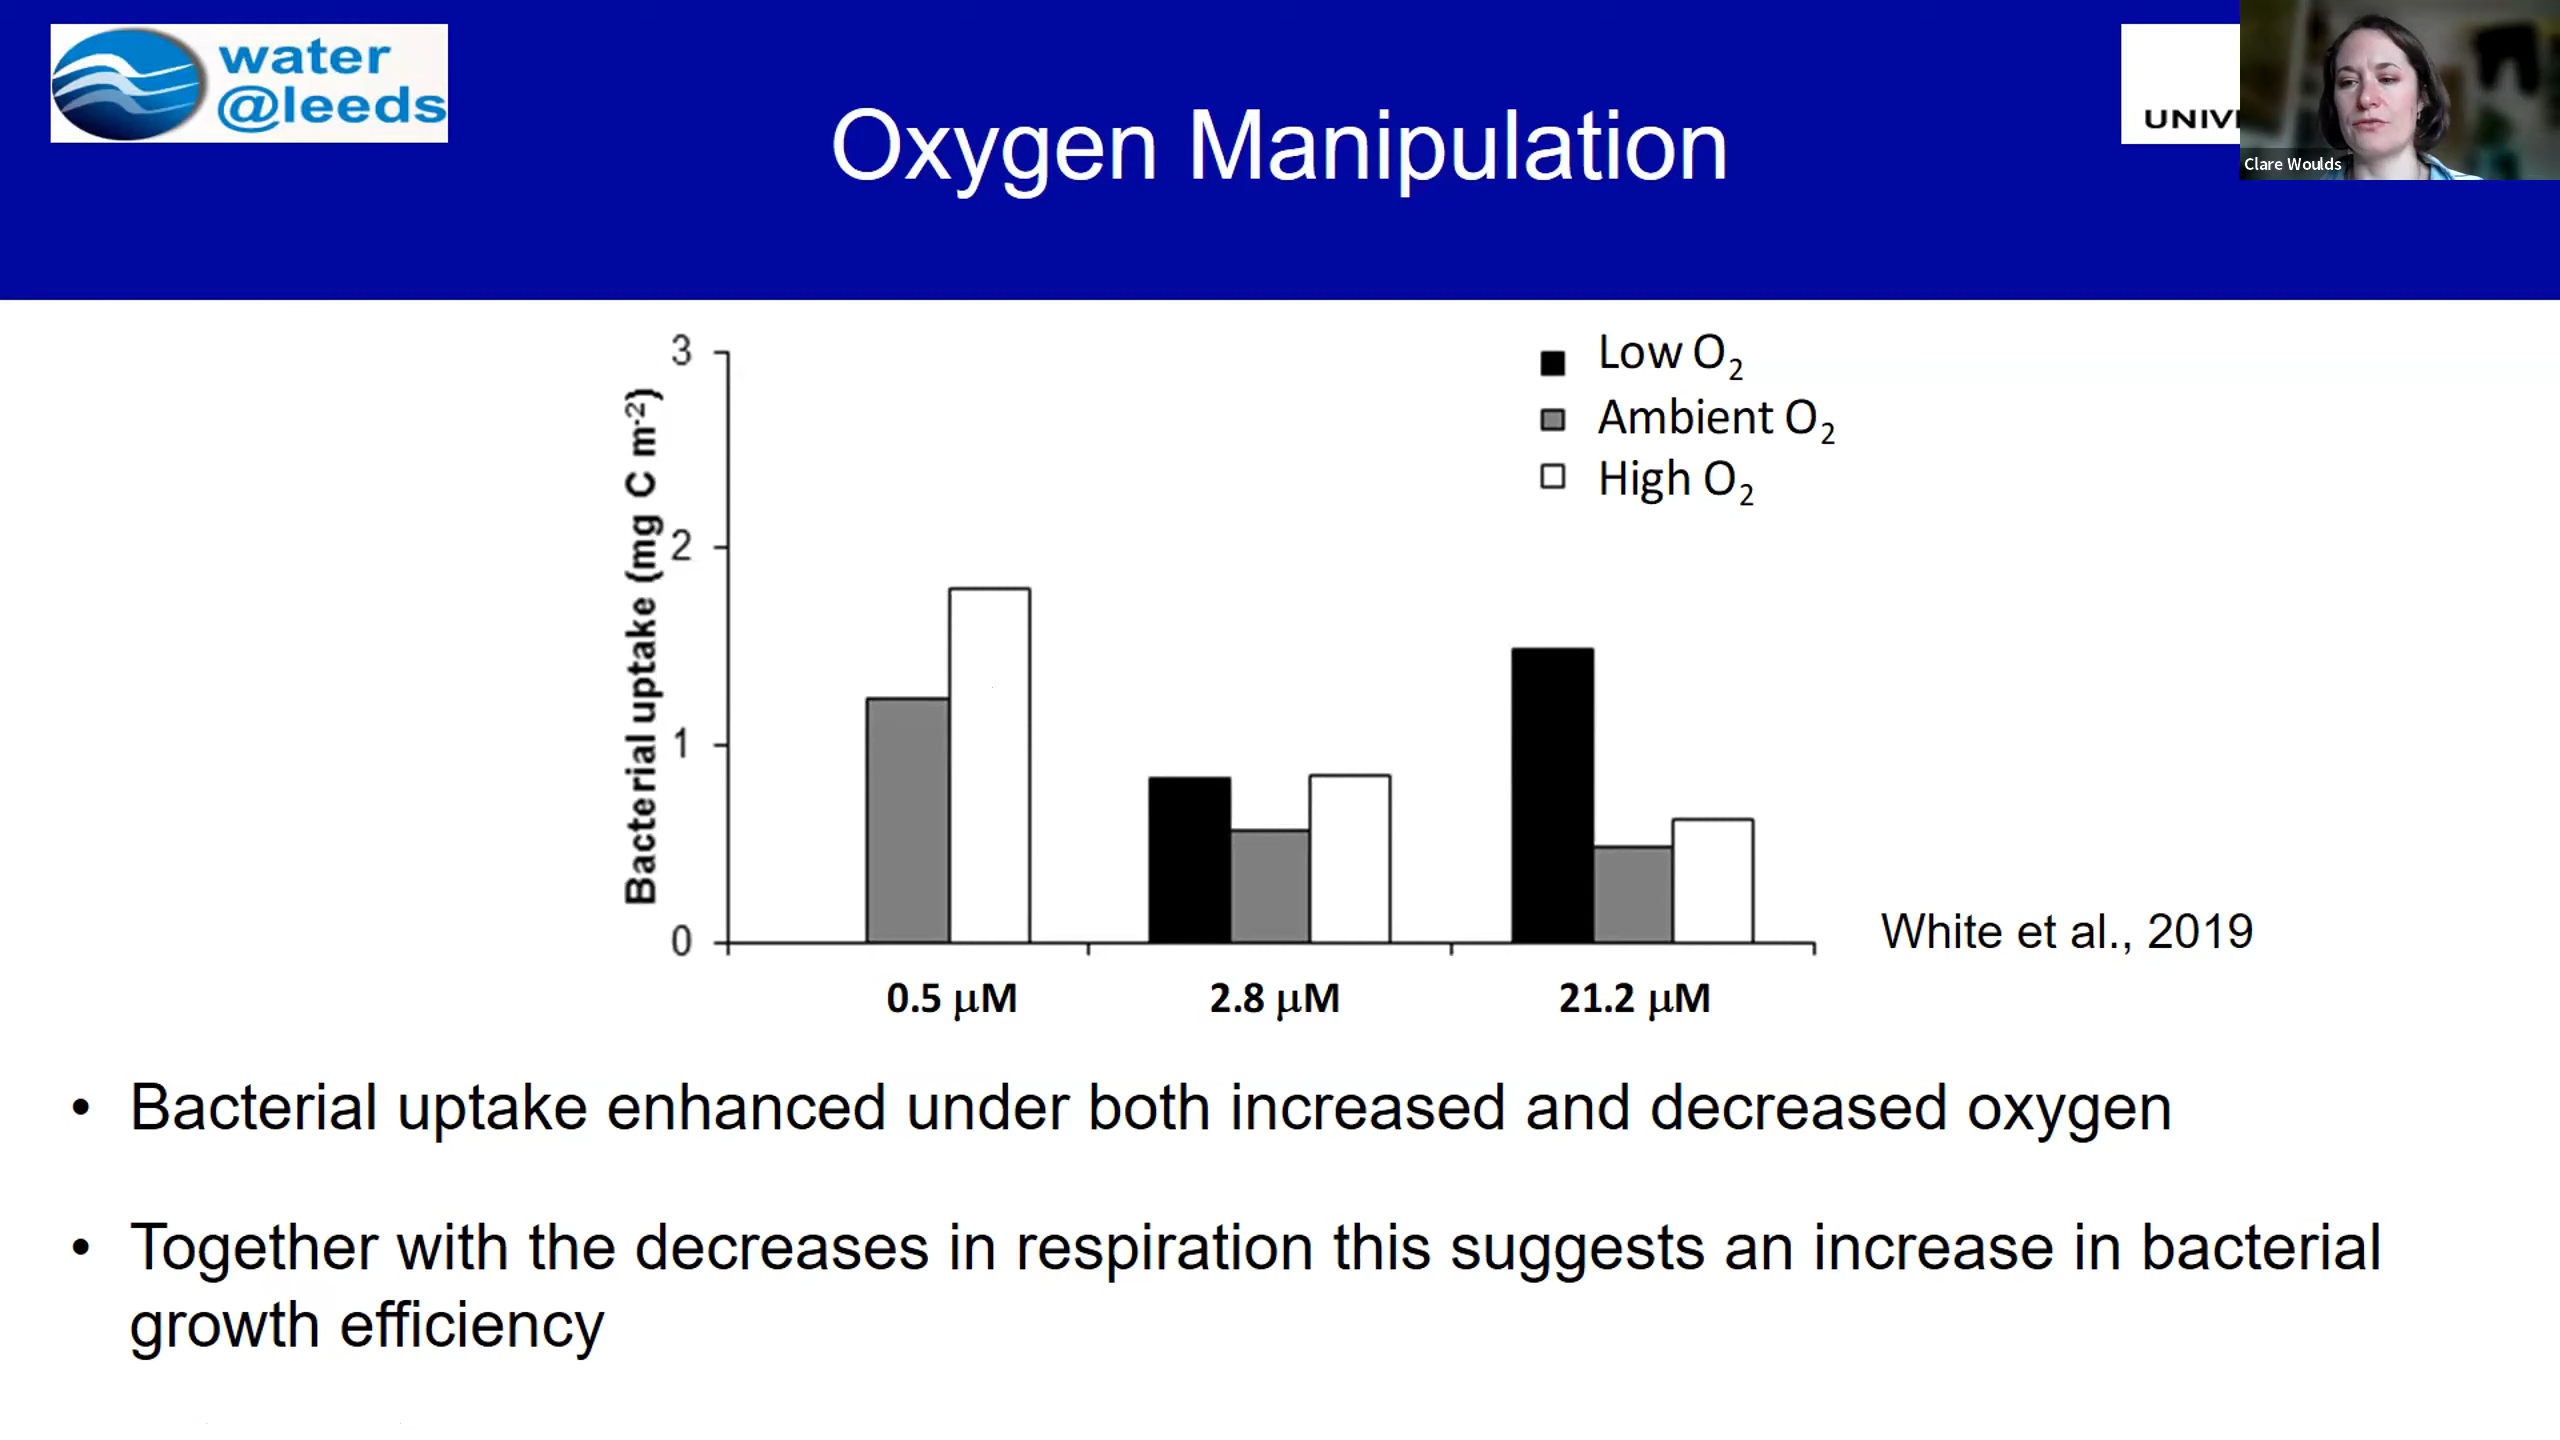 water
@leeds
Oxygen Manipulation
UNIV
Clare Woulds
3
2
1
0
Bacterial uptake (mg C m-2)
Low O2
Ambient O2
High O2
0.5 μM
2.8 μM
21.2 μM
White et al., 2019
• Bacterial uptake enhanced under both increased and decreased oxygen
• Together with the decreases in respiration this suggests an increase in bacterial
growth efficiency